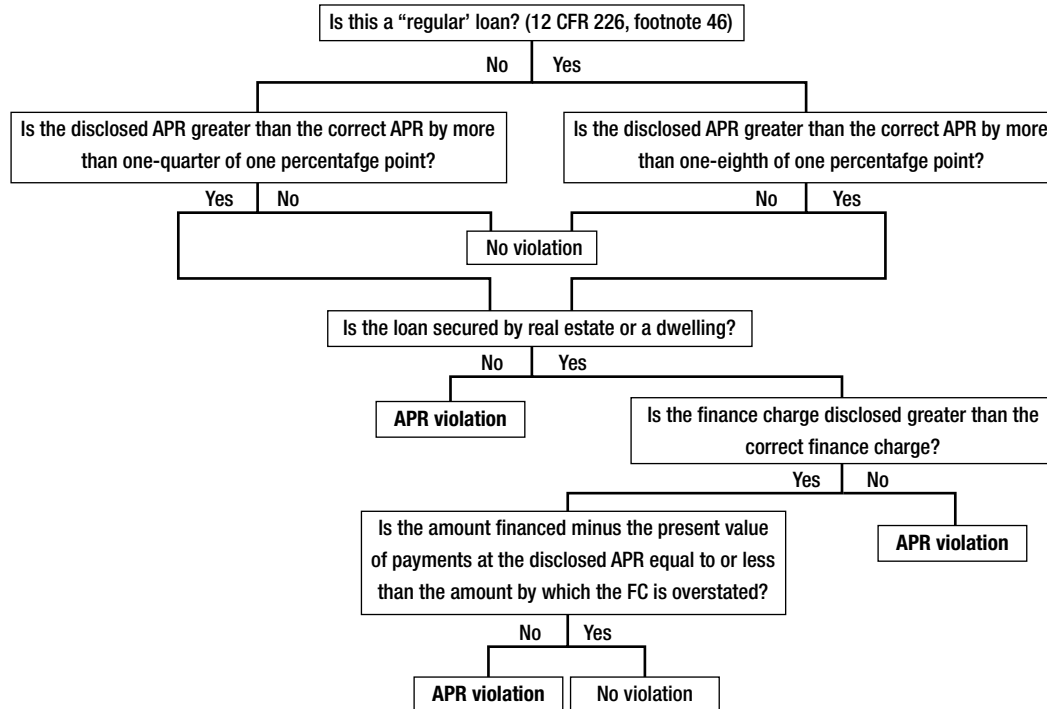 Is this a “regular’ loan? (12 CFR 226, footnote 46)
No Yes
Is the disclosed APR greater than the correct APR by more
than one-quarter of one percentafge point?
Is the disclosed APR greater than the correct APR by more
than one-eighth of one percentafge point?
Yes No
No Yes
No violation
Is the loan secured by real estate or a dwelling?
No Yes
APR violation
Is the finance charge disclosed greater than the
correct finance charge?
Yes No
Is the amount financed minus the present value
of payments at the disclosed APR equal to or less
than the amount by which the FC is overstated?
APR violation
No Yes
APR violation
No violation